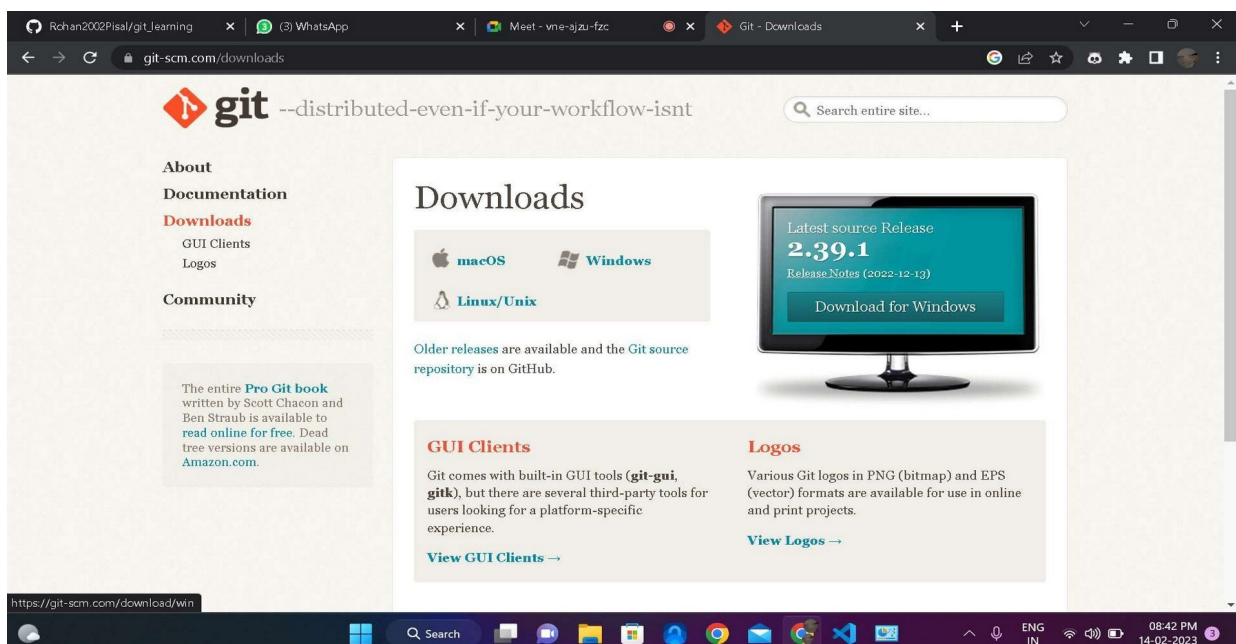 Rohan2002Pisal/git_learning
(3) WhatsApp
Meet - vne-ajzu-fzc
Git - Downloads
git-scm.com/downloads
git --distributed-even-if-your-workflow-isnt
Search entire site...
About
Documentation
Downloads
GUI Clients
Logos
Community
The entire Pro Git book
written by Scott Chacon and
Ben Straub is available to
read online for free. Dead
tree versions are available on
Amazon.com.
Downloads
macOS
Windows
Linux/Unix
Older releases are available and the Git source
repository is on GitHub.
Latest source Release
2.39.1
Release Notes (2022-12-13)
Download for Windows
GUI Clients
Git comes with built-in GUI tools (git-gui,
gitk), but there are several third-party tools for
users looking for a platform-specific
experience.
View GUI Clients →
Logos
Various Git logos in PNG (bitmap) and EPS
(vector) formats are available for use in online
and print projects.
View Logos →
https://git-scm.com/download/win
Search
ENG
IN
08:42 PM
14-02-2023
3